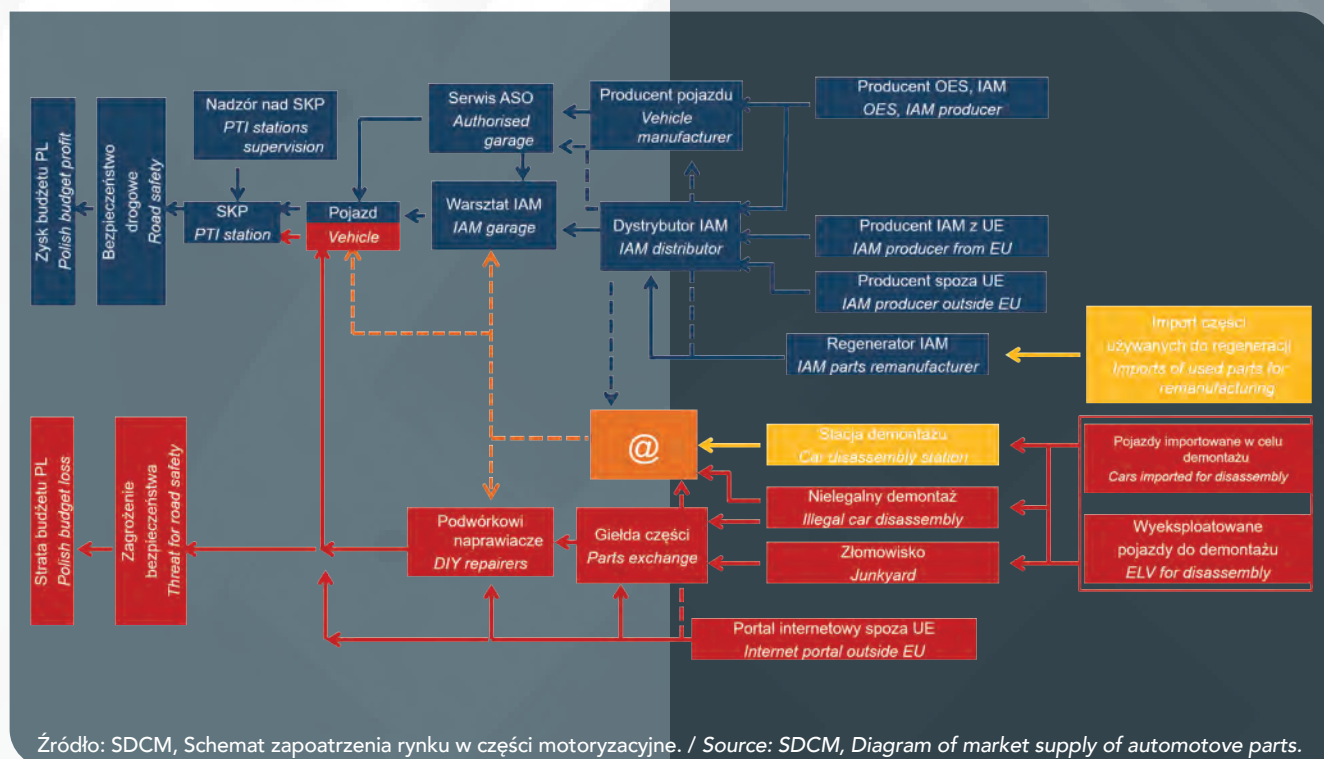 Zysk budżetu PL
Polish budget profit
Bezpieczeństwo
drogowe
Road safety
Nadzór nad SKP
PTI stations
supervision
SKP
PTI station
Pojazd
Vehicle
Serwis ASO
Authorised
garage
Warsztat IAM
IAM garage
Producent pojazdu
Vehicle
manufacturer
Dystrybutor IAM
IAM distributor
Producent OES, IAM
OES, IAM producer
Producent IAM z UE
IAM producer from EU
Producent spoza UE
IAM producer outside EU
Regenerator IAM
IAM parts remanufacturer
Import części
używanych do regeneracji
Imports of used parts for
remanufacturing
Strata budżetu PL
Polish budget loss
Zagrożenie
bezpieczeństwa
Threat for road safety
Podwórkowi
naprawiacze
DIY repairers
@
Giełda części
Parts exchange
Stacja demontażu
Car disassembly station
Nielegalny demontaż
Illegal car disassembly
Złomowisko
Junkyard
Portal internetowy spoza UE
Internet portal outside EU
Pojazdy importowane w celu
demontażu
Cars imported for disassembly
Wyeksploatowane
pojazdy do demontażu
ELV for disassembly
Źródło: SDCM, Schemat zapoatrzenia rynku w części motoryzacyjne. / Source: SDCM, Diagram of market supply of automotove parts.